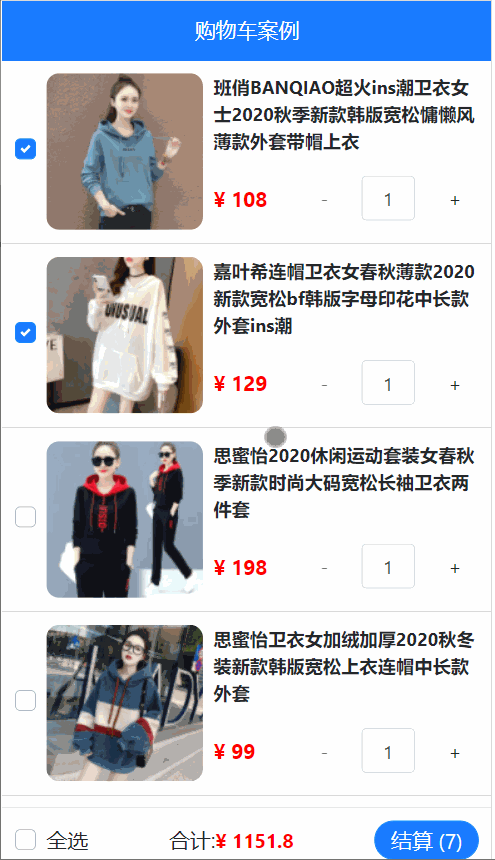 购物车案例
班俏BANQIAO超火ins潮卫衣女
士2020秋季新款韩版宽松慵懒风
薄款外套带帽上衣
¥ 108 - 1 +
嘉叶希连帽卫衣女春秋薄款2020
新款宽松bf韩版字母印花中长款
外套ins潮
¥ 129 - 1 +
UNUSUAL
思蜜怡2020休闲运动套装女春秋
季新款时尚大码宽松长袖卫衣两
件套
¥ 198 - 1 +
思蜜怡卫衣女加绒加厚2020秋冬
装新款韩版宽松上衣连帽中长款
外套
¥ 99 - 1 +
全选 合计:¥ 1151.8 结算 (7)